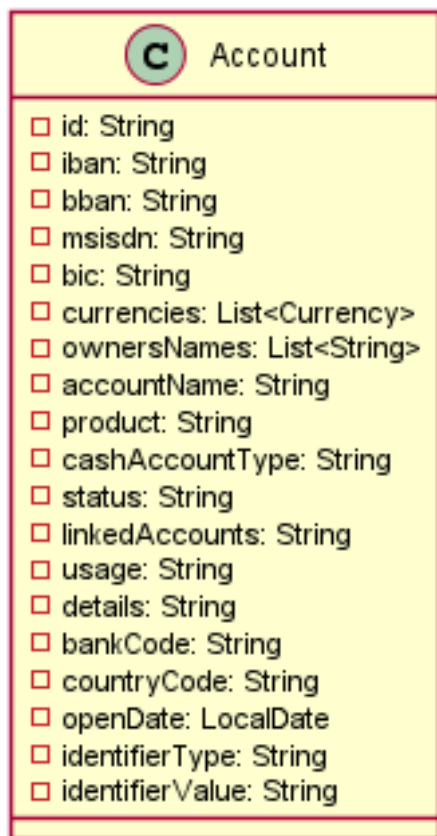 C Account
id: String
iban: String
bban: String
msisdn: String
bic: String
currencies: List<Currency>
ownersNames: List<String>
accountName: String
product: String
cashAccountType: String
status: String
linkedAccounts: String
usage: String
details: String
bankCode: String
countryCode: String
openDate: LocalDate
identifierType: String
identifierValue: String